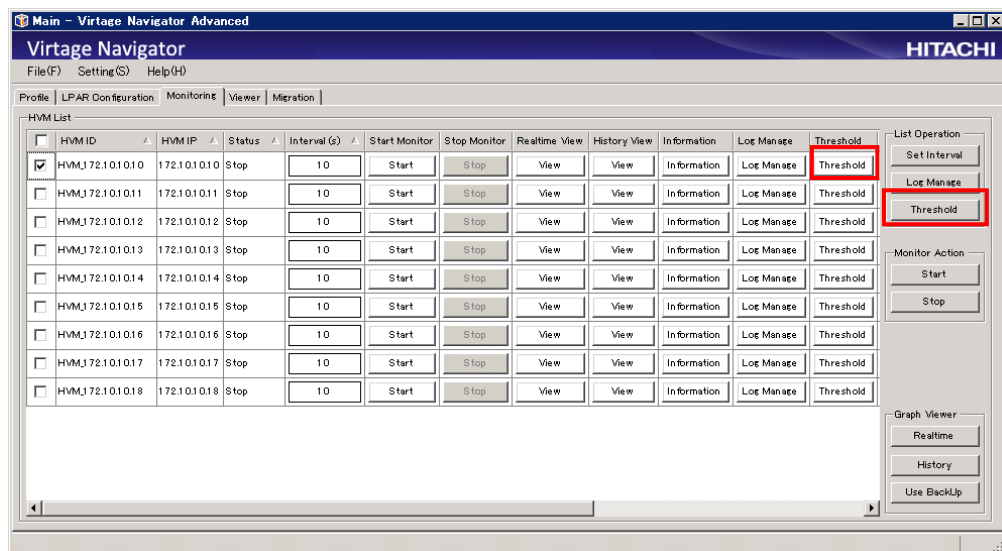 Main - Virtage Navigator Advanced
Virtage Navigator HITACHI
File(F) Setting(S) Help(H)
Profile LPAR Configuration Monitoring Viewer Migration
HVM List
HVM ID HVM IP Status Interval (s) Start Monitor Stop Monitor Realtime View History View Information Log Manage Threshold
HVM_172.10.10.10 172.10.10.10 Stop 10 Start Stop View View Information Log Manage Threshold
HVM_172.10.10.11 172.10.10.11 Stop 10 Start Stop View View Information Log Manage Threshold
HVM_172.10.10.12 172.10.10.12 Stop 10 Start Stop View View Information Log Manage Threshold
HVM_172.10.10.13 172.10.10.13 Stop 10 Start Stop View View Information Log Manage Threshold
HVM_172.10.10.14 172.10.10.14 Stop 10 Start Stop View View Information Log Manage Threshold
HVM_172.10.10.15 172.10.10.15 Stop 10 Start Stop View View Information Log Manage Threshold
HVM_172.10.10.16 172.10.10.16 Stop 10 Start Stop View View Information Log Manage Threshold
HVM_172.10.10.17 172.10.10.17 Stop 10 Start Stop View View Information Log Manage Threshold
HVM_172.10.10.18 172.10.10.18 Stop 10 Start Stop View View Information Log Manage Threshold
List Operation
Set Interval
Log Manage
Threshold
Monitor Action
Start
Stop
Graph Viewer
Realtime
History
Use BackUp